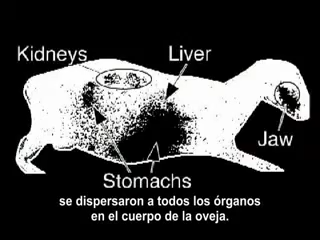 Kidneys
Liver
Jaw
Stomachs
se dispersaron a todos los órganos
en el cuerpo de la oveja.